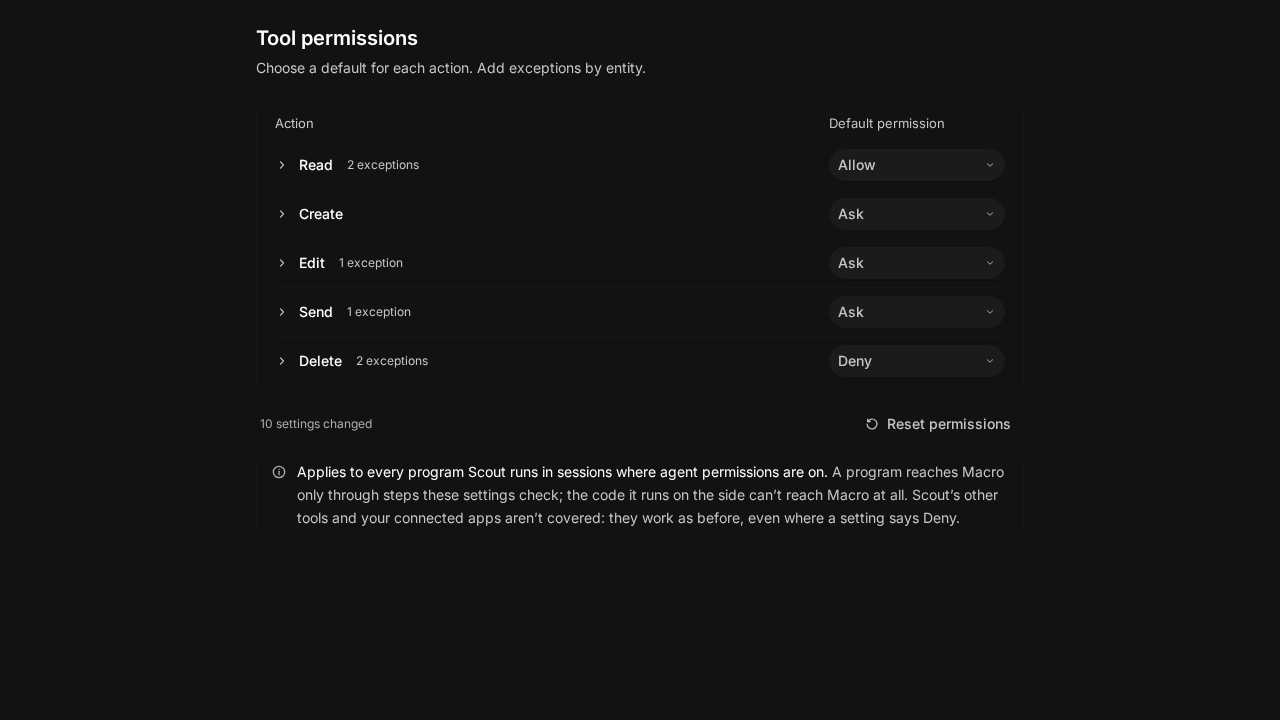 Tool permissions
Choose a default for each action. Add exceptions by entity.
Action Default permission
Read 2 exceptions Allow
Create Ask
Edit 1 exception Ask
Send 1 exception Ask
Delete 2 exceptions Deny
10 settings changed Reset permissions
Applies to every program Scout runs in sessions where agent permissions are on. A program reaches Macro
only through steps these settings check; the code it runs on the side can’t reach Macro at all. Scout’s other
tools and your connected apps aren’t covered: they work as before, even where a setting says Deny.